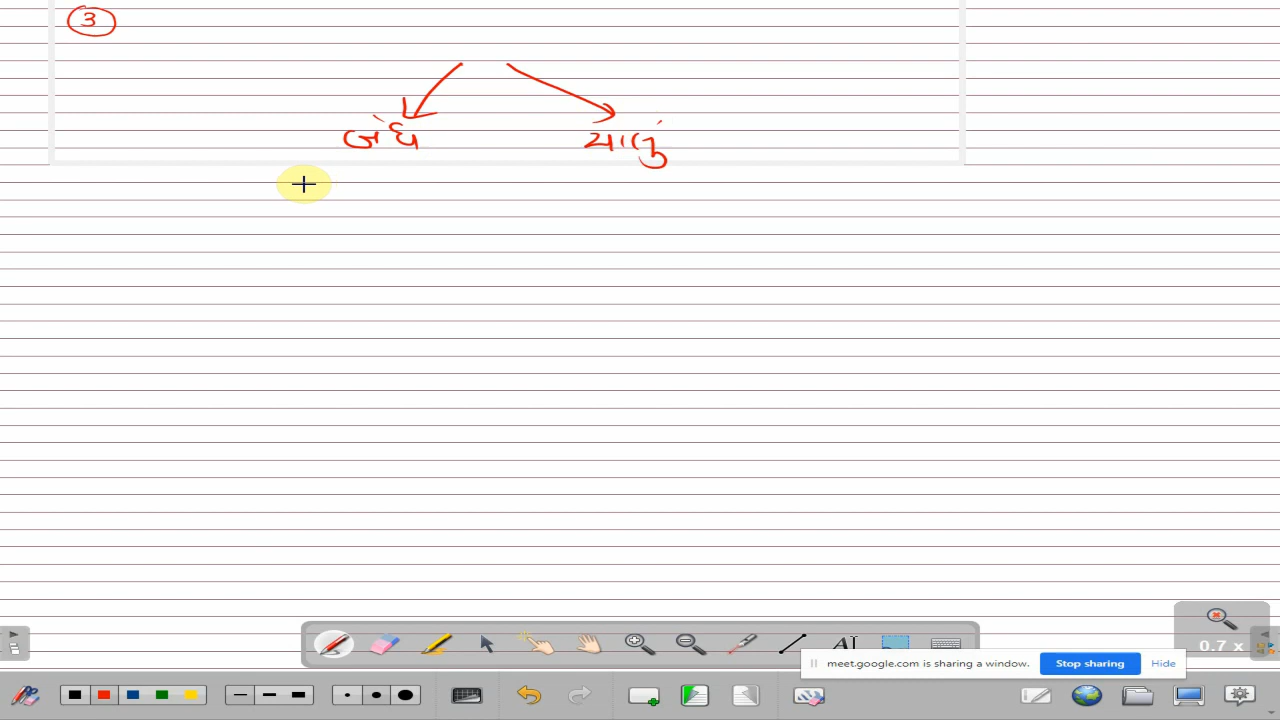 3
બંધ ચાલું
0.7 x
meet.google.com is sharing a window. Stop sharing Hide